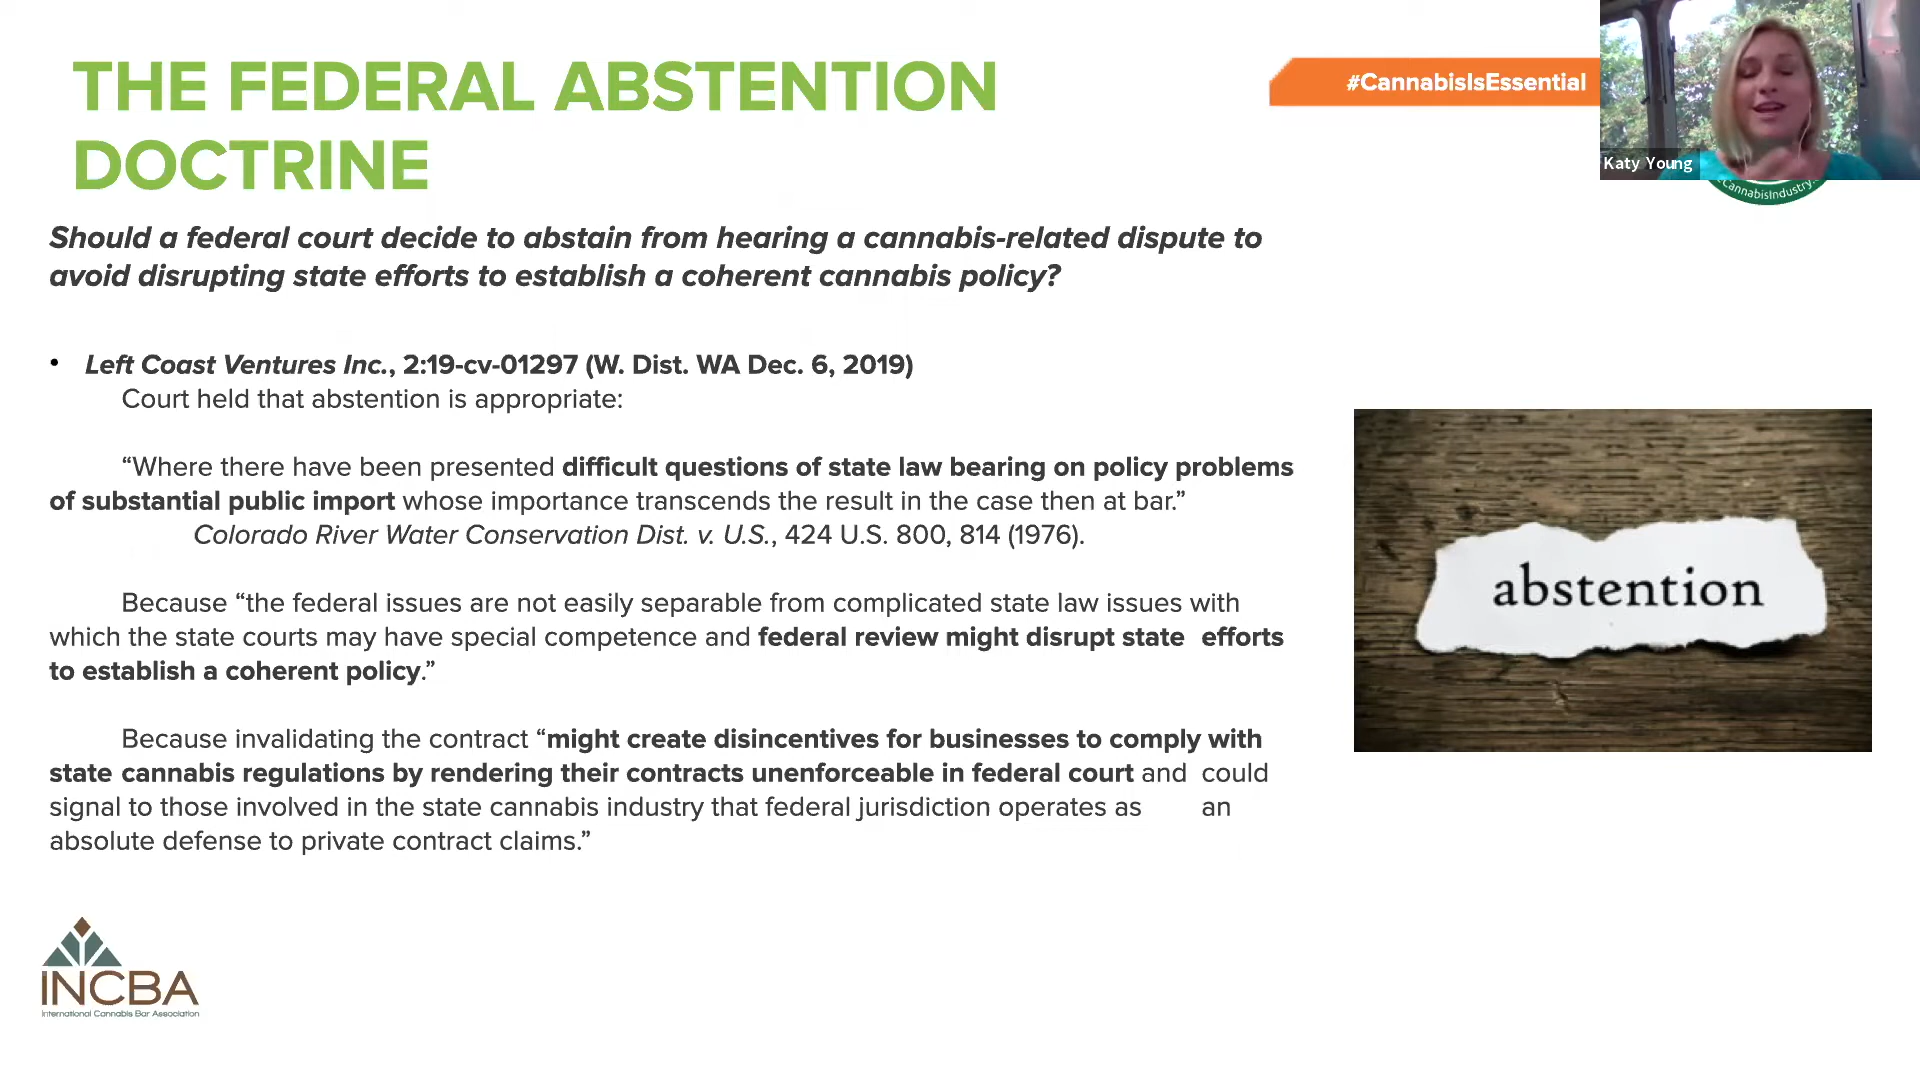 THE FEDERAL ABSTENTION
DOCTRINE
#CannabisIsEssential
Katy Young
CannabisIndustry.
Should a federal court decide to abstain from hearing a cannabis-related dispute to
avoid disrupting state efforts to establish a coherent cannabis policy?
• Left Coast Ventures Inc., 2:19-cv-01297 (W. Dist. WA Dec. 6, 2019)
Court held that abstention is appropriate:
“Where there have been presented difficult questions of state law bearing on policy problems
of substantial public import whose importance transcends the result in the case then at bar.”
Colorado River Water Conservation Dist. v. U.S., 424 U.S. 800, 814 (1976).
Because “the federal issues are not easily separable from complicated state law issues with
which the state courts may have special competence and federal review might disrupt state efforts
to establish a coherent policy.”
Because invalidating the contract “might create disincentives for businesses to comply with
state cannabis regulations by rendering their contracts unenforceable in federal court and could
signal to those involved in the state cannabis industry that federal jurisdiction operates as an
absolute defense to private contract claims.”
abstention
INCBA
International Cannabis Bar Association